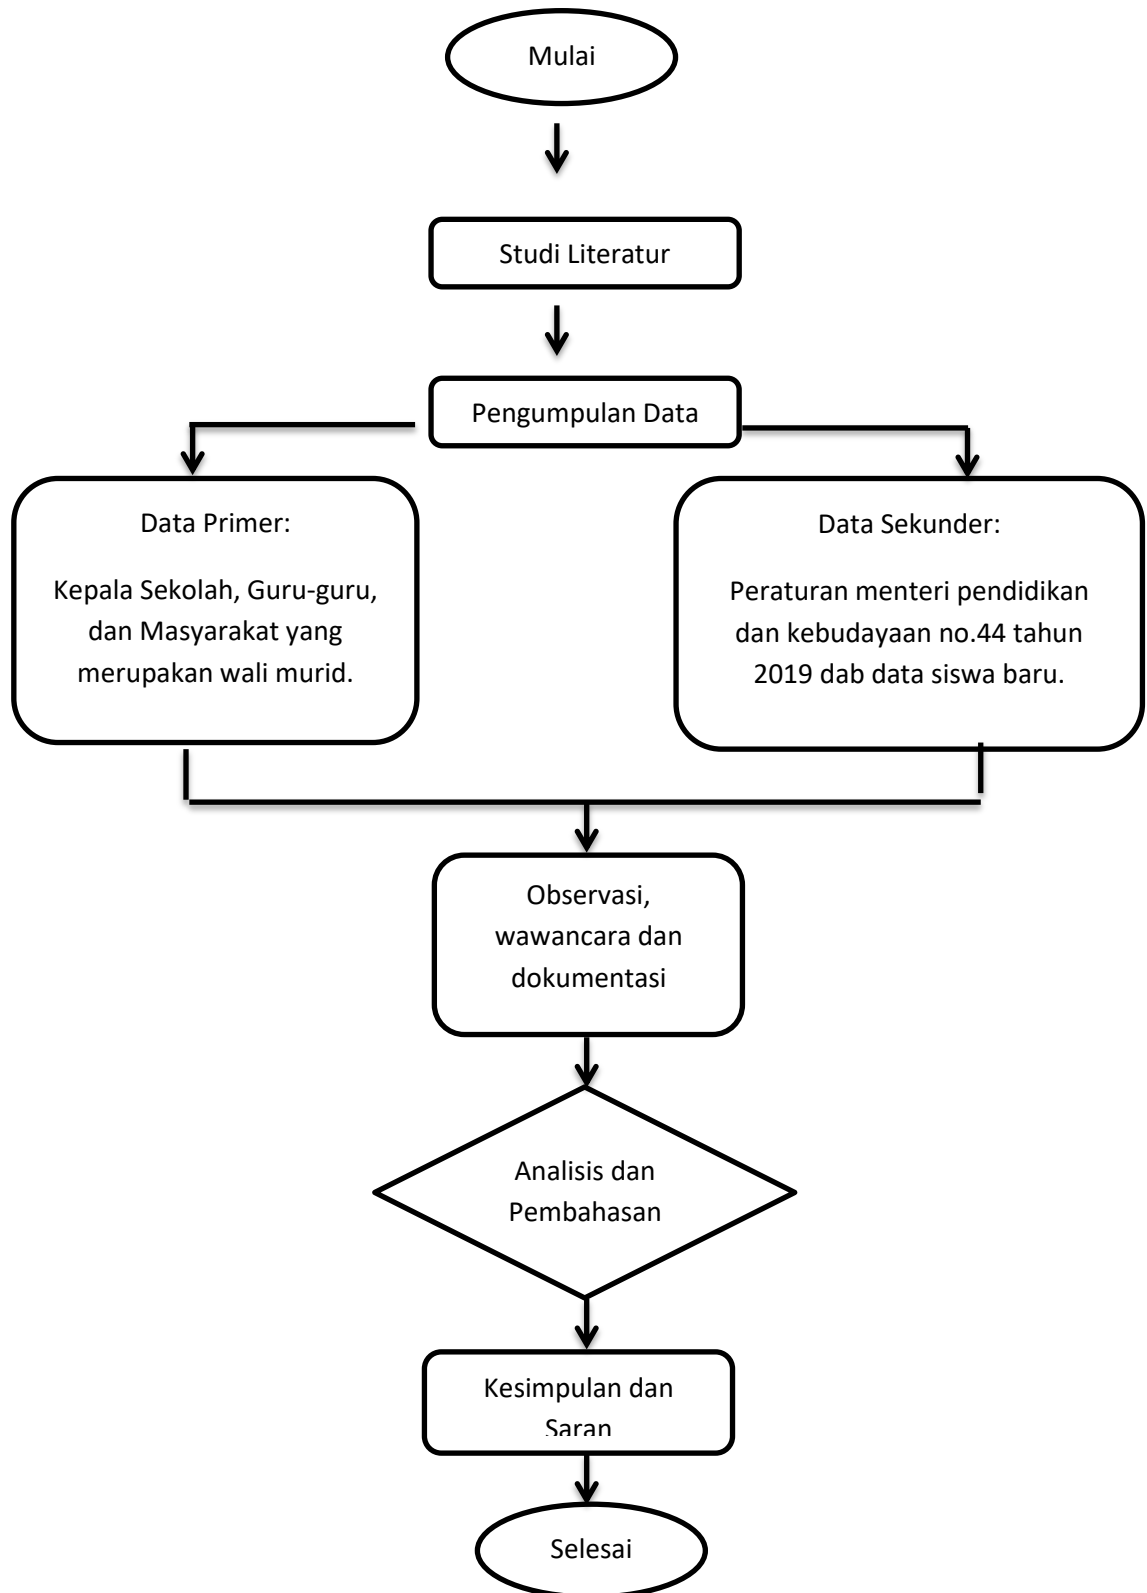 Mulai
Studi Literatur
Pengumpulan Data
Data Primer:
Kepala Sekolah, Guru-guru,
dan Masyarakat yang
merupakan wali murid.
Data Sekunder:
Peraturan menteri pendidikan
dan kebudayaan no.44 tahun
2019 dab data siswa baru.
Observasi,
wawancara dan
dokumentasi
Analisis dan
Pembahasan
Kesimpulan dan
Saran
Selesai